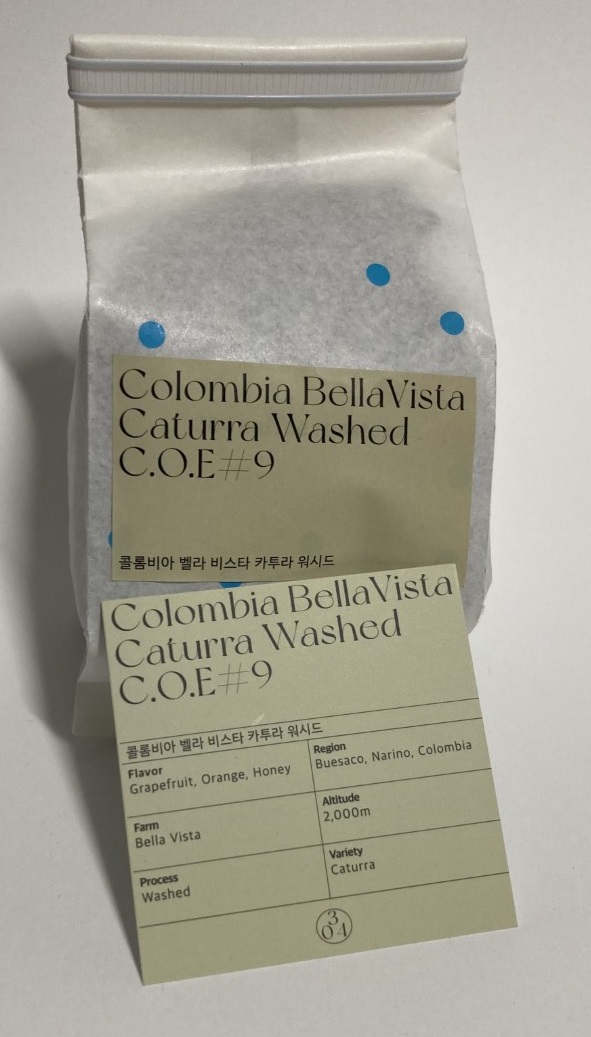 Colombia BellaVista
Caturra Washed
C.O.E#9
콜롬비아 벨라 비스타 카투라 워시드
Colombia BellaVista
Caturra Washed
C.O.E#9
콜롬비아 벨라 비스타 카투라 워시드
Flavor
Grapefruit, Orange, Honey
Region
Buesaco, Narino, Colombia
Farm
Bella Vista
Altitude
2,000m
Process
Washed
Variety
Caturra
3
04